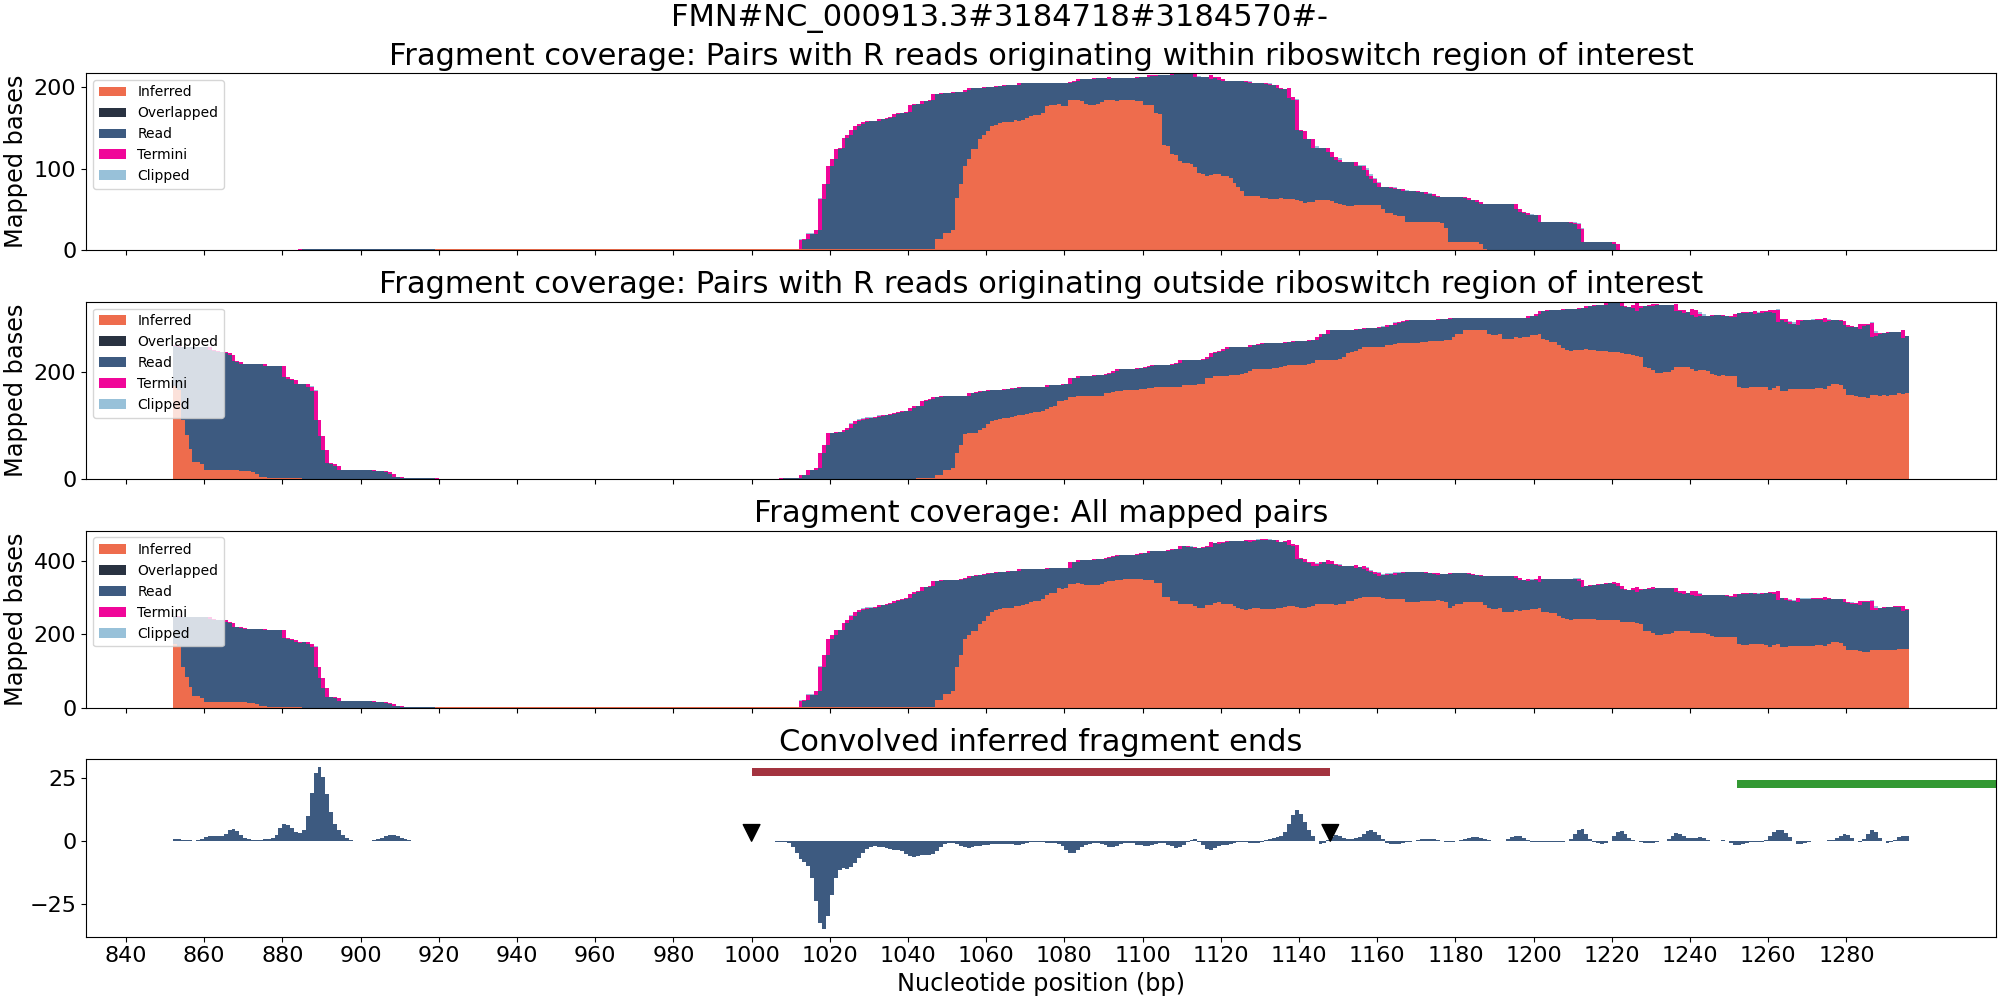 FMN#NC_000913.3#3184718#3184570#-
Fragment coverage: Pairs with R reads originating within riboswitch region of interest
Mapped bases
200
100
0
Inferred
Overlapped
Read
Termini
Clipped
Fragment coverage: Pairs with R reads originating outside riboswitch region of interest
Mapped bases
200
0
Inferred
Overlapped
Read
Termini
Clipped
Fragment coverage: All mapped pairs
Mapped bases
400
200
0
Inferred
Overlapped
Read
Termini
Clipped
Convolved inferred fragment ends
25
0
−25
840 860 880 900 920 940 960 980 1000 1020 1040 1060 1080 1100 1120 1140 1160 1180 1200 1220 1240 1260 1280
Nucleotide position (bp)